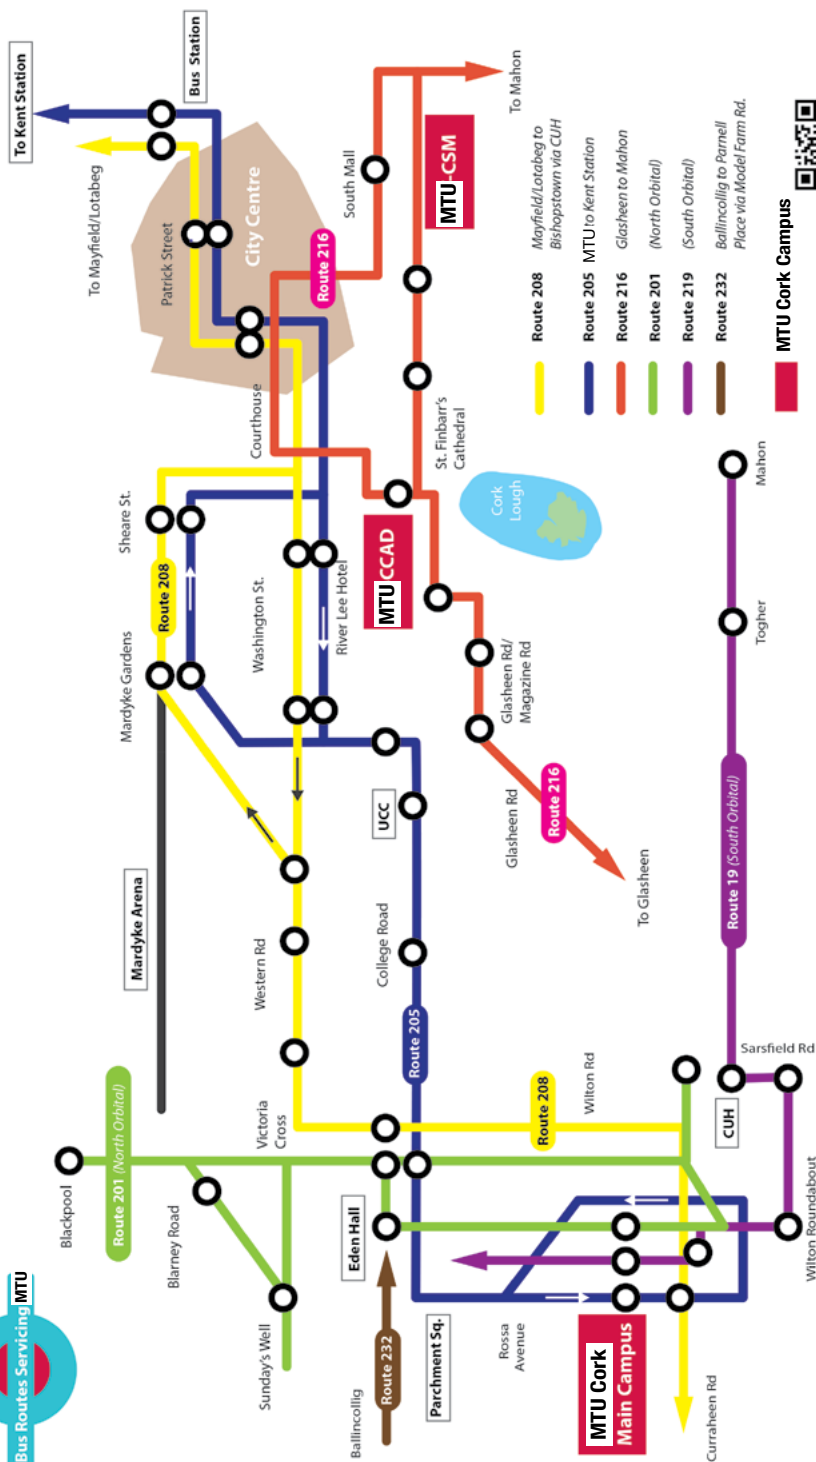 Bus Routes Servicing MTU
To Kent Station
Bus Station
To Mayfield/Lotabeg
Patrick Street
City Centre
South Mall
Route 216
MTU-CSM
To Mahon
Courthouse
St. Finbarr's
Cathedral
Sheare St.
Route 208
Washington St.
River Lee Hotel
MTU CCAD
Cork
Lough
Mardyke Gardens
Glasheen Rd/
Magazine Rd
Glasheen Rd
Route 216
To Glasheen
UCC
Mardyke Arena
Western Rd
College Road
Route 205
Togher
Mahon
Route 19 (South Orbital)
Blackpool
Route 201 (North Orbital)
Blarney Road
Sunday's Well
Victoria
Cross
Route 208
Wilton Rd
CUH
Sarsfield Rd
Wilton Roundabout
Eden Hall
Route 232
Ballincollig
Parchment Sq.
Rossa
Avenue
MTU Cork
Main Campus
Curraheen Rd
Route 208 Mayfield/Lotabeg to
Bishopstown via CUH
Route 205 MTU to Kent Station
Route 216 Glasheen to Mahon
Route 201 (North Orbital)
Route 219 (South Orbital)
Route 232 Ballincollig to Parnell
Place via Model Farm Rd.
MTU Cork Campus